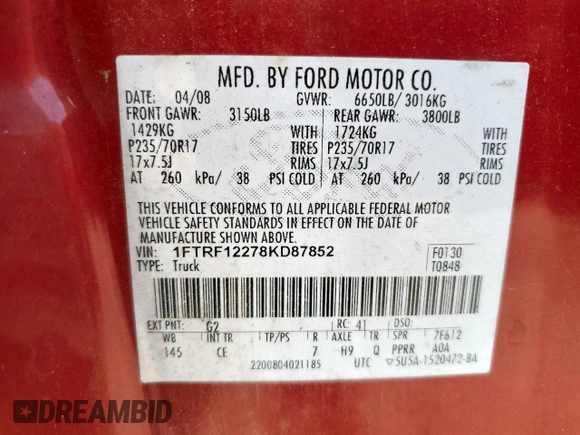 MFD. BY FORD MOTOR CO.
DATE: 04/08 GVWR: 6650LB/ 3016KG
FRONT GAWR: 3150LB REAR GAWR: 3800LB
1429KG WITH 1724KG WITH
P235/70R17 TIRES P235/70R17 TIRES
17x7.5J RIMS 17x7.5J RIMS
AT 260 kPa/ 38 PSI COLD AT 260 kPa/ 38 PSI COLD
THIS VEHICLE CONFORMS TO ALL APPLICABLE FEDERAL MOTOR
VEHICLE SAFETY STANDARDS IN EFFECT ON THE DATE OF
MANUFACTURE SHOWN ABOVE.
VIN: 1FTRF12278KD87852 F0130
TYPE: Truck T0848
EXT PNT: G2 RC: 41 DSO:
WB INT TR TP/PS R AXLE TR SPR 7F612
145 CE 7 H9 Q PPRR A0A
2200804021185 UTC ▽5U5A-1520472-BA
DREAMBID